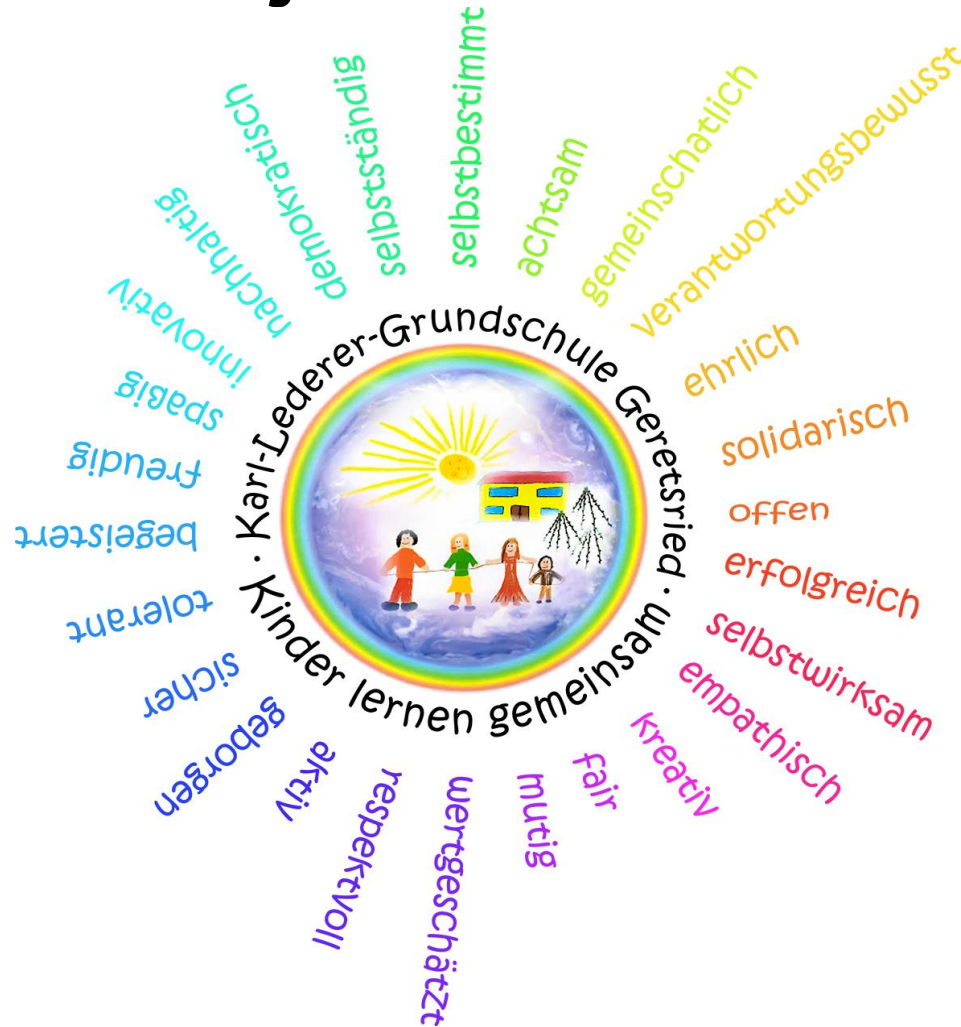 Karl-Lederer-Grundschule Geretsried
· Kinder lernen gemeinsam ·
selbstbestimmt
achtsam
gemeinschatlich
verantwortungsbewusst
ehrlich
solidarisch
offen
erfolgreich
selbstwirksam
empathisch
kreativ
fair
mutig
wertgeschätzt
respektvoll
aktiv
geborgen
sicher
tolerant
begeistert
freudig
spaßig
innovativ
nachhaltig
demokratisch
selbstständig